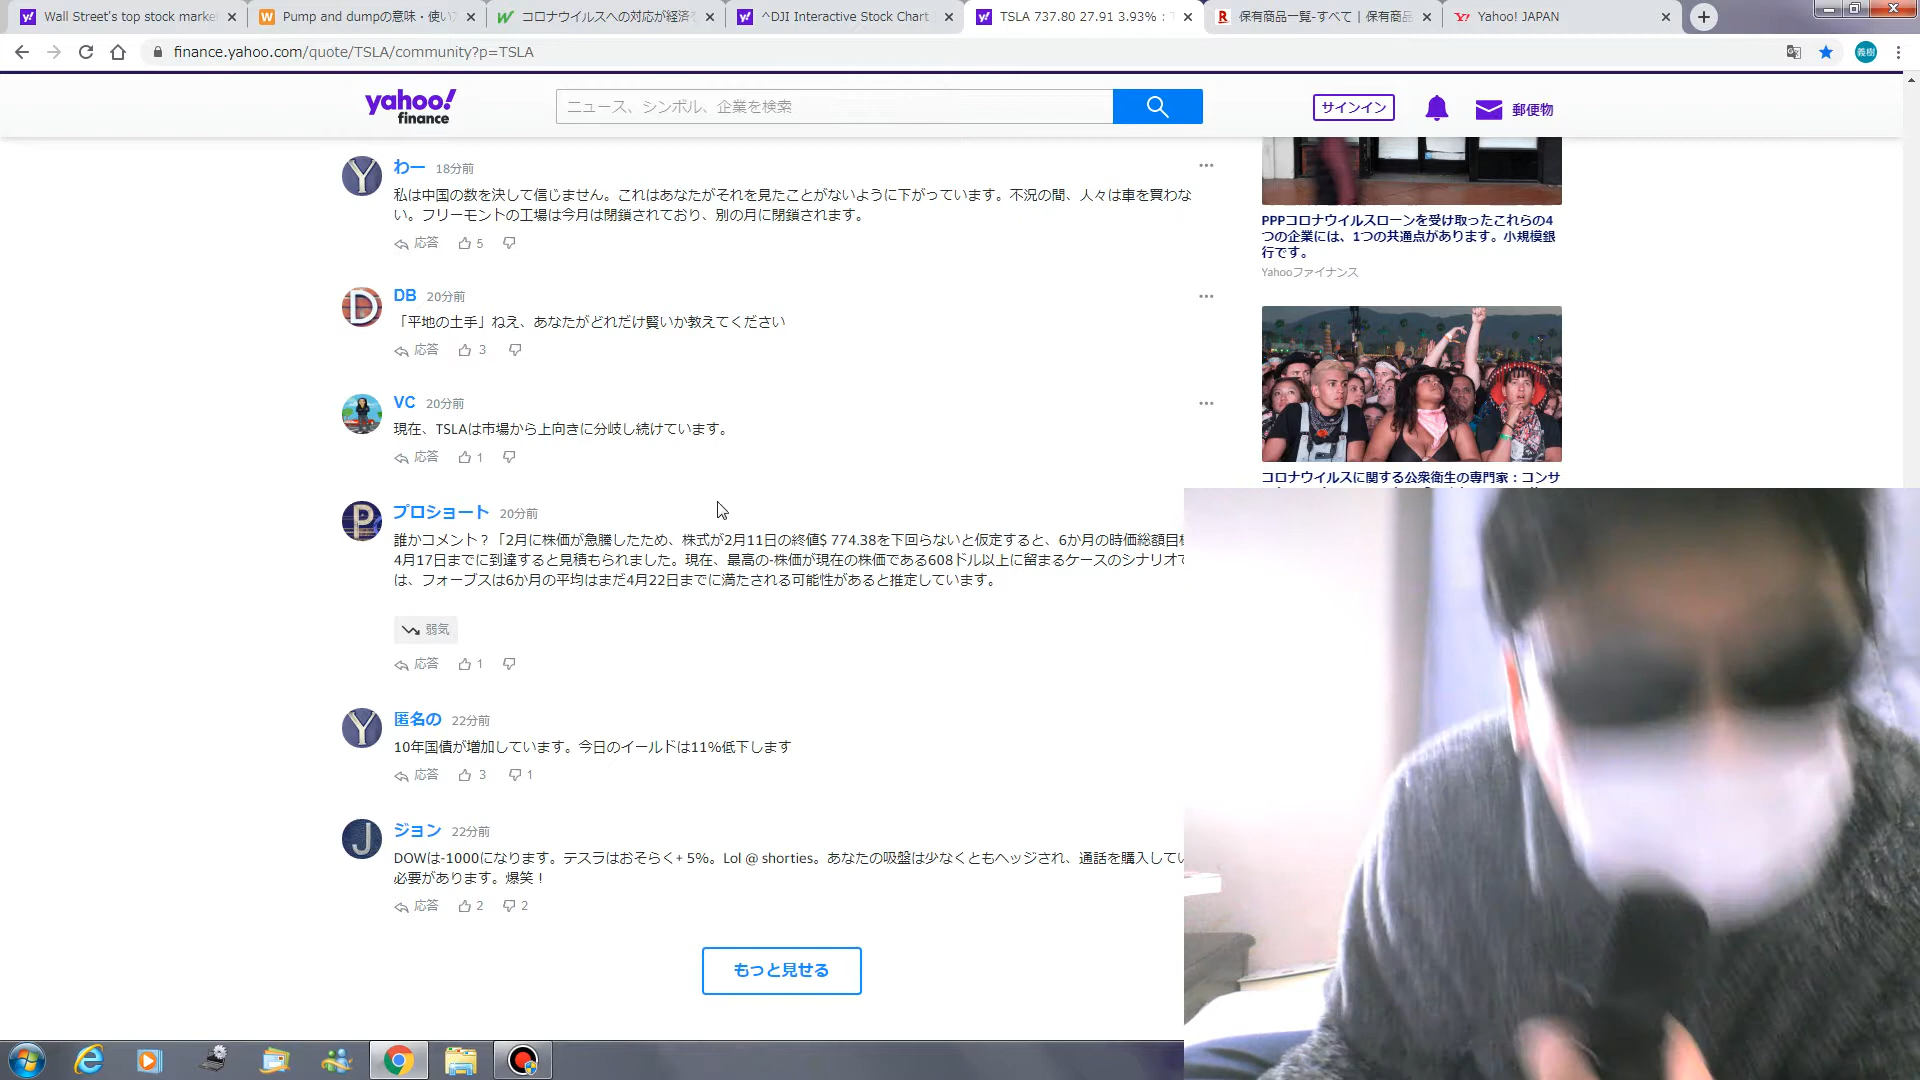 Wall Street's top stock marke
Pump and dumpの意味・使い
コロナウイルスへの対応が経済
^DJI Interactive Stock Chart
TSLA 737.80 27.91 3.93% :
保有商品一覧-すべて | 保有商品
Yahoo! JAPAN
finance.yahoo.com/quote/TSLA/community?p=TSLA
義樹
yahoo!
finance
ニュース、シンボル、企業を検索
サインイン
郵便物
わー 18分前
私は中国の数を決して信じません。これはあなたがそれを見たことがないように下がっています。不況の間、人々は車を買わな
い。フリーモントの工場は今月は閉鎖されており、別の月に閉鎖されます。
応答 5
DB 20分前
「平地の土手」ねえ、あなたがどれだけ賢いか教えてください
応答 3
VC 20分前
現在、TSLAは市場から上向きに分岐し続けています。
応答 1
プロショート 20分前
誰かコメント？「2月に株価が急騰したため、株式が2月11日の終値$ 774.38を下回らないと仮定すると、6か月の時価総額目
4月17日までに到達すると見積もられました。現在、最高の-株価が現在の株価である608ドル以上に留まるケースのシナリオで
は、フォーブスは6か月の平均はまだ4月22日までに満たされる可能性があると推定しています。
弱気
応答 1
匿名の 22分前
10年国債が増加しています。今日のイールドは11%低下します
応答 3 1
ジョン 22分前
DOWは-1000になります。テスラはおそらく+ 5%。Lol @ shorties。あなたの吸盤は少なくともヘッジされ、通話を購入してい
必要があります。爆笑！
応答 2 2
もっと見せる
PPPコロナウイルスローンを受け取ったこれらの4
つの企業には、1つの共通点があります。小規模銀
行です。
Yahooファイナンス
コロナウイルスに関する公衆衛生の専門家：コンサ